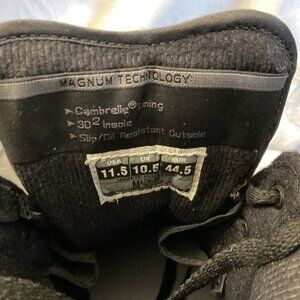 MAGNUM TECHNOLOGY
Cambrelle® Lining
3D² Insole
Slip/Oil Resistant Outsole
USA UK EUR
11.5 10.5 44.5